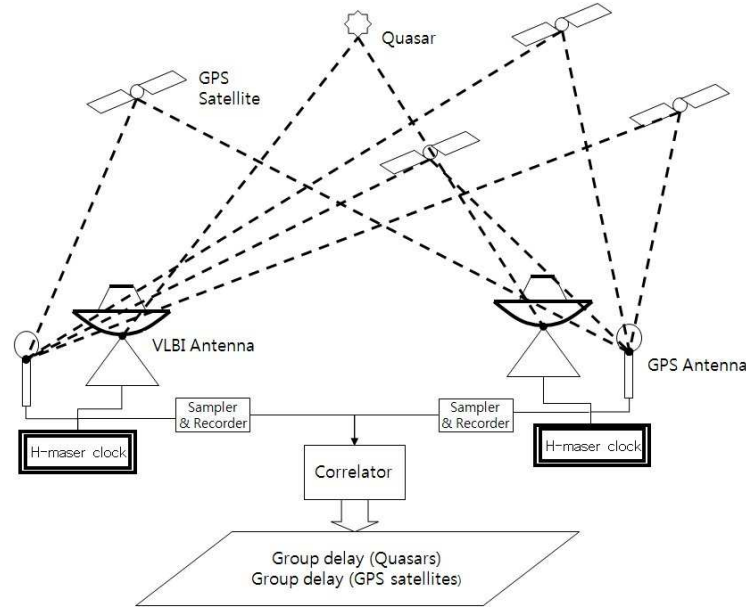 Quasar
GPS
Satellite
VLBI Antenna
GPS Antenna
Sampler
& Recorder
Sampler
& Recorder
H-maser clock
H-maser clock
Correlator
Group delay (Quasars)
Group delay (GPS satellites)